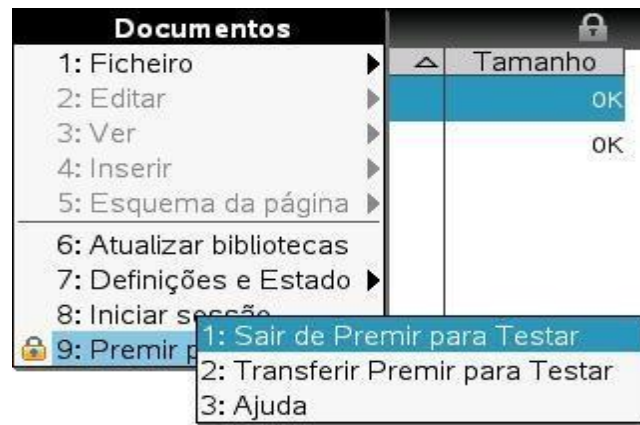 Documentos
1: Ficheiro
2: Editar
3: Ver
4: Inserir
5: Esquema da página
6: Atualizar bibliotecas
7: Definições e Estado
8: Iniciar sessão
9: Premir
Tamanho
0K
0K
1: Sair de Premir para Testar
2: Transferir Premir para Testar
3: Ajuda